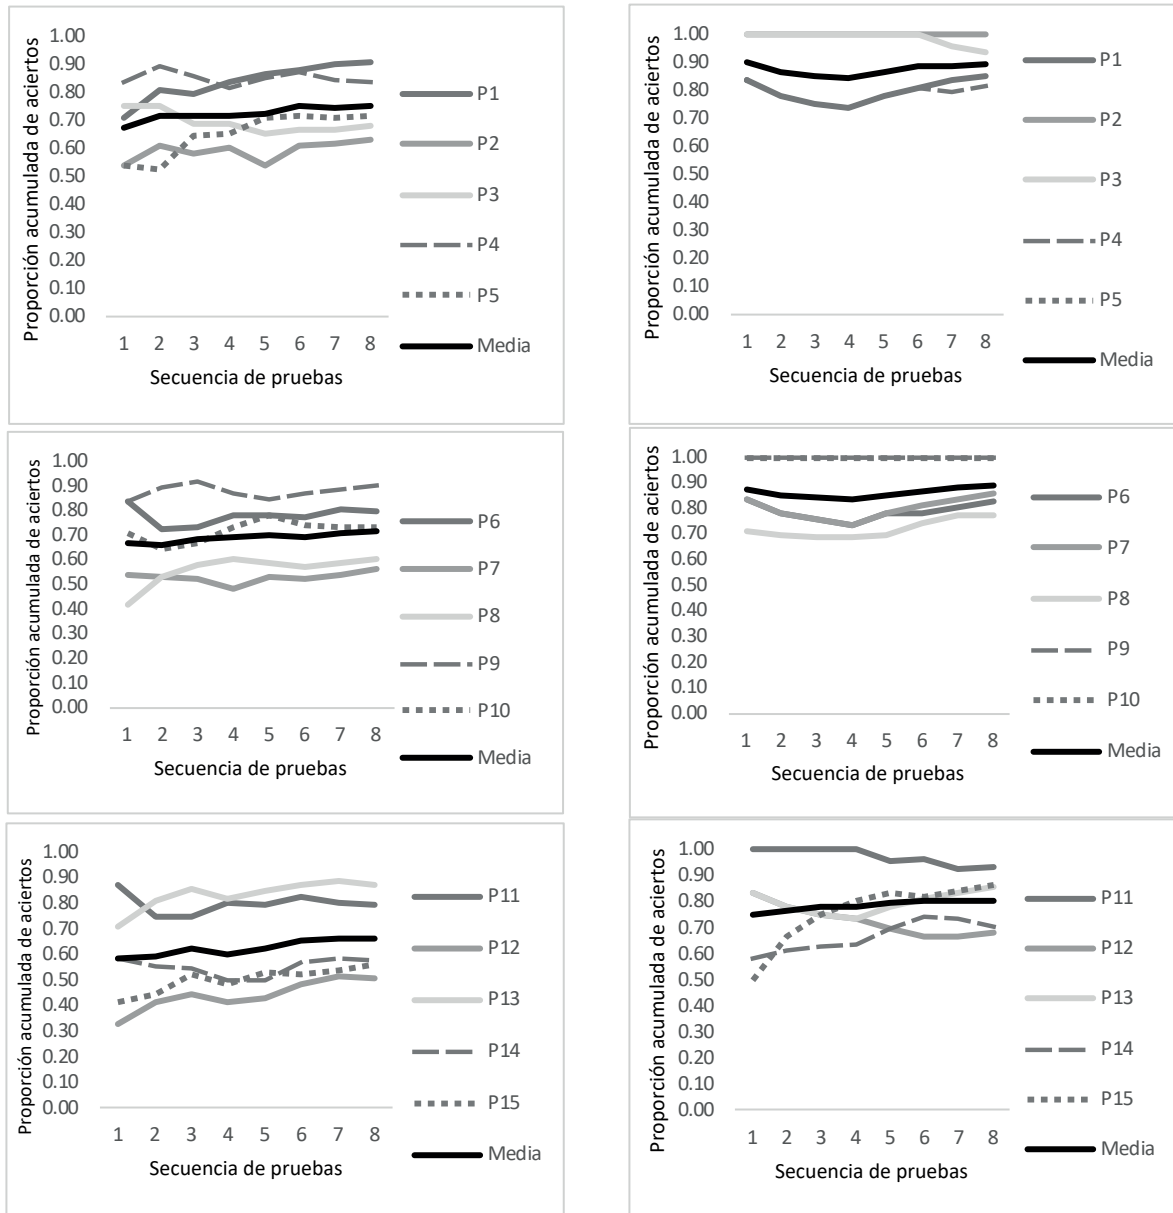 Proporción acumulada de aciertos
1.00
0.90
0.80
0.70
0.60
0.50
0.40
0.30
0.20
0.10
0.00
1 2 3 4 5 6 7 8
Secuencia de pruebas
P1
P2
P3
P4
P5
Media
Proporción acumulada de aciertos
1.00
0.90
0.80
0.70
0.60
0.50
0.40
0.30
0.20
0.10
0.00
1 2 3 4 5 6 7 8
Secuencia de pruebas
P1
P2
P3
P4
P5
Media
Proporción acumulada de aciertos
1.00
0.90
0.80
0.70
0.60
0.50
0.40
0.30
0.20
0.10
0.00
1 2 3 4 5 6 7 8
Secuencia de pruebas
P6
P7
P8
P9
P10
Media
Proporción acumulada de aciertos
1.00
0.90
0.80
0.70
0.60
0.50
0.40
0.30
0.20
0.10
0.00
1 2 3 4 5 6 7 8
Secuencia de pruebas
P6
P7
P8
P9
P10
Media
Proporción acumulada de aciertos
1.00
0.90
0.80
0.70
0.60
0.50
0.40
0.30
0.20
0.10
0.00
1 2 3 4 5 6 7 8
Secuencia de pruebas
P11
P12
P13
P14
P15
Media
Proporción acumulada de aciertos
1.00
0.90
0.80
0.70
0.60
0.50
0.40
0.30
0.20
0.10
0.00
1 2 3 4 5 6 7 8
Secuencia de pruebas
P11
P12
P13
P14
P15
Media